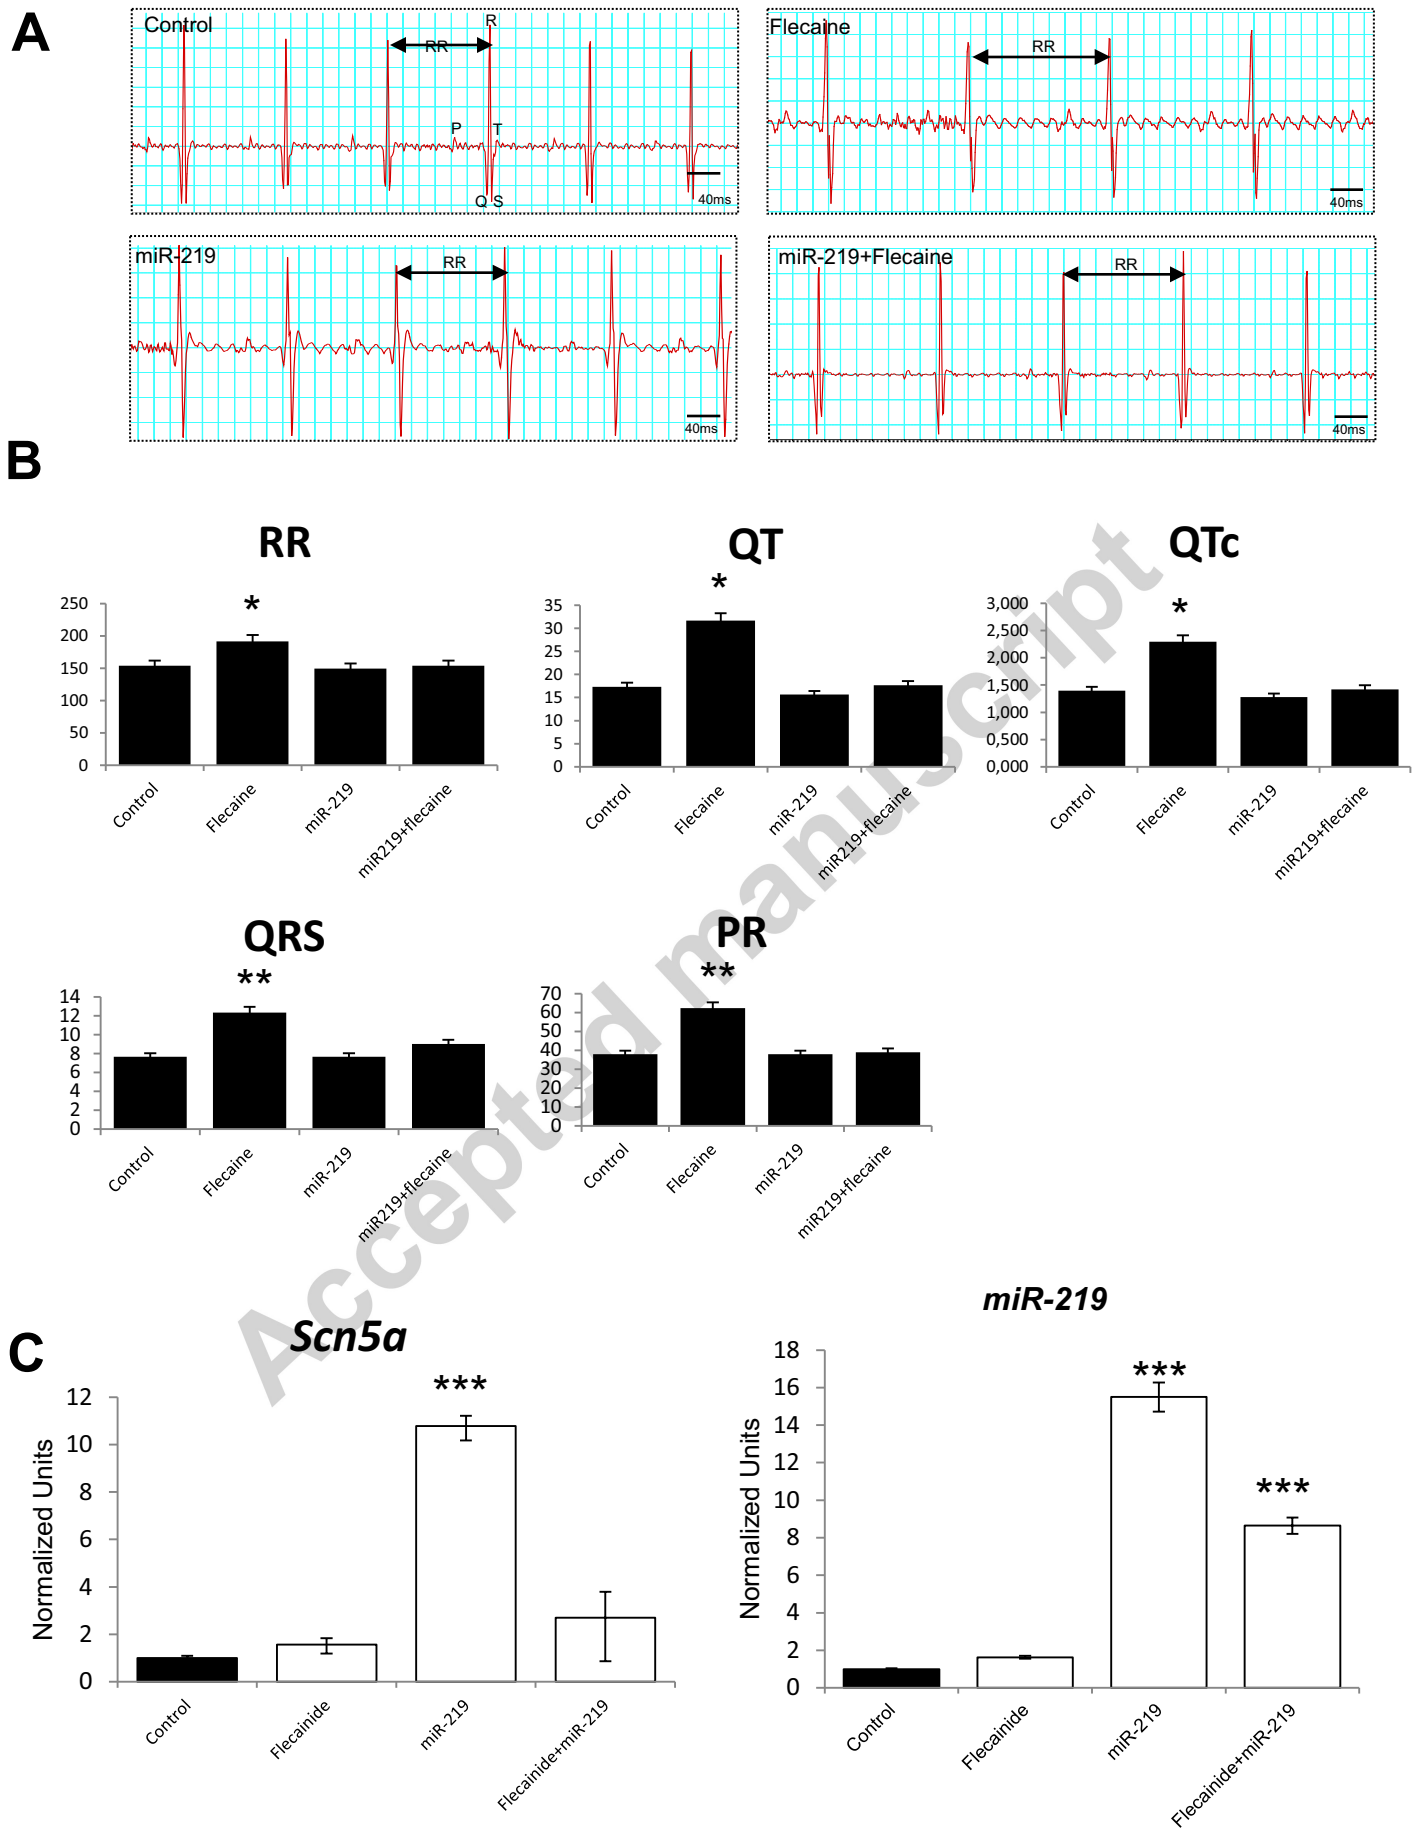 A
Control
RR
R
P
T
Q S
40ms
Flecaine
RR
40ms
miR-219
RR
40ms
miR-219+Flecaine
RR
40ms
B
RR
*
250
200
150
100
50
0
Control
Flecaine
miR-219
miR219+flecaine
QT
*
35
30
25
20
15
10
5
0
Control
Flecaine
miR-219
miR219+flecaine
QTc
*
3,000
2,500
2,000
1,500
1,000
0,500
0,000
Control
Flecaine
miR-219
miR219+flecaine
QRS
**
14
12
10
8
6
4
2
0
Control
Flecaine
miR-219
miR219+flecaine
PR
**
70
60
50
40
30
20
10
0
Control
Flecaine
miR-219
miR219+flecaine
Accepted manuscript
C
Scn5a
***
Normalized Units
12
10
8
6
4
2
0
Control
Flecainide
miR-219
Flecainide+miR-219
miR-219
***
***
Normalized Units
18
16
14
12
10
8
6
4
2
0
Control
Flecainide
miR-219
Flecainide+miR-219